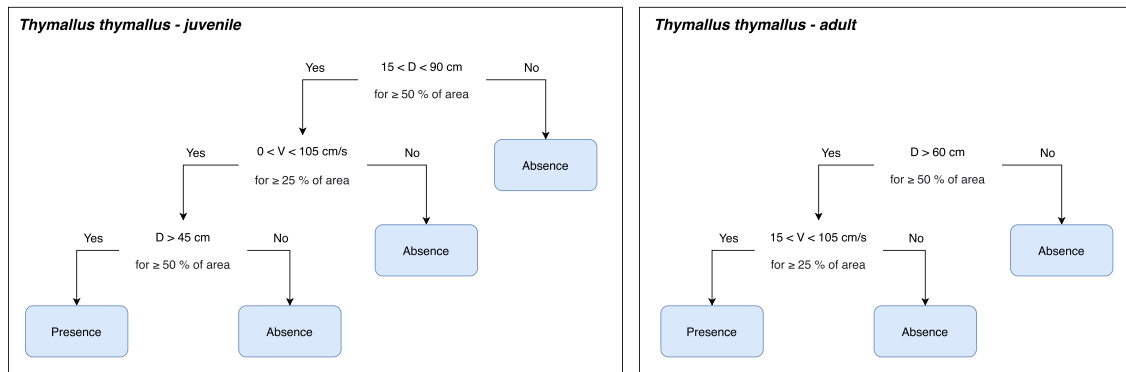 Thymallus thymallus - juvenile
Yes
15 < D < 90 cm
No
for ≥ 50 % of area
Absence
Yes
0 < V < 105 cm/s
No
for ≥ 25 % of area
Absence
Yes
D > 45 cm
No
for ≥ 50 % of area
Presence
Absence
Thymallus thymallus - adult
Yes
D > 60 cm
No
for ≥ 50 % of area
Absence
Yes
15 < V < 105 cm/s
No
for ≥ 25 % of area
Presence
Absence